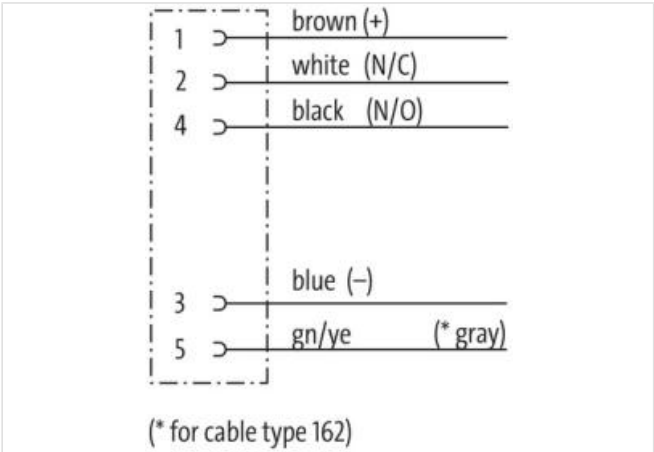 1 brown (+)
2 white (N/C)
4 black (N/O)
3 blue (–)
5 gn/ye (* gray)
(* for cable type 162)